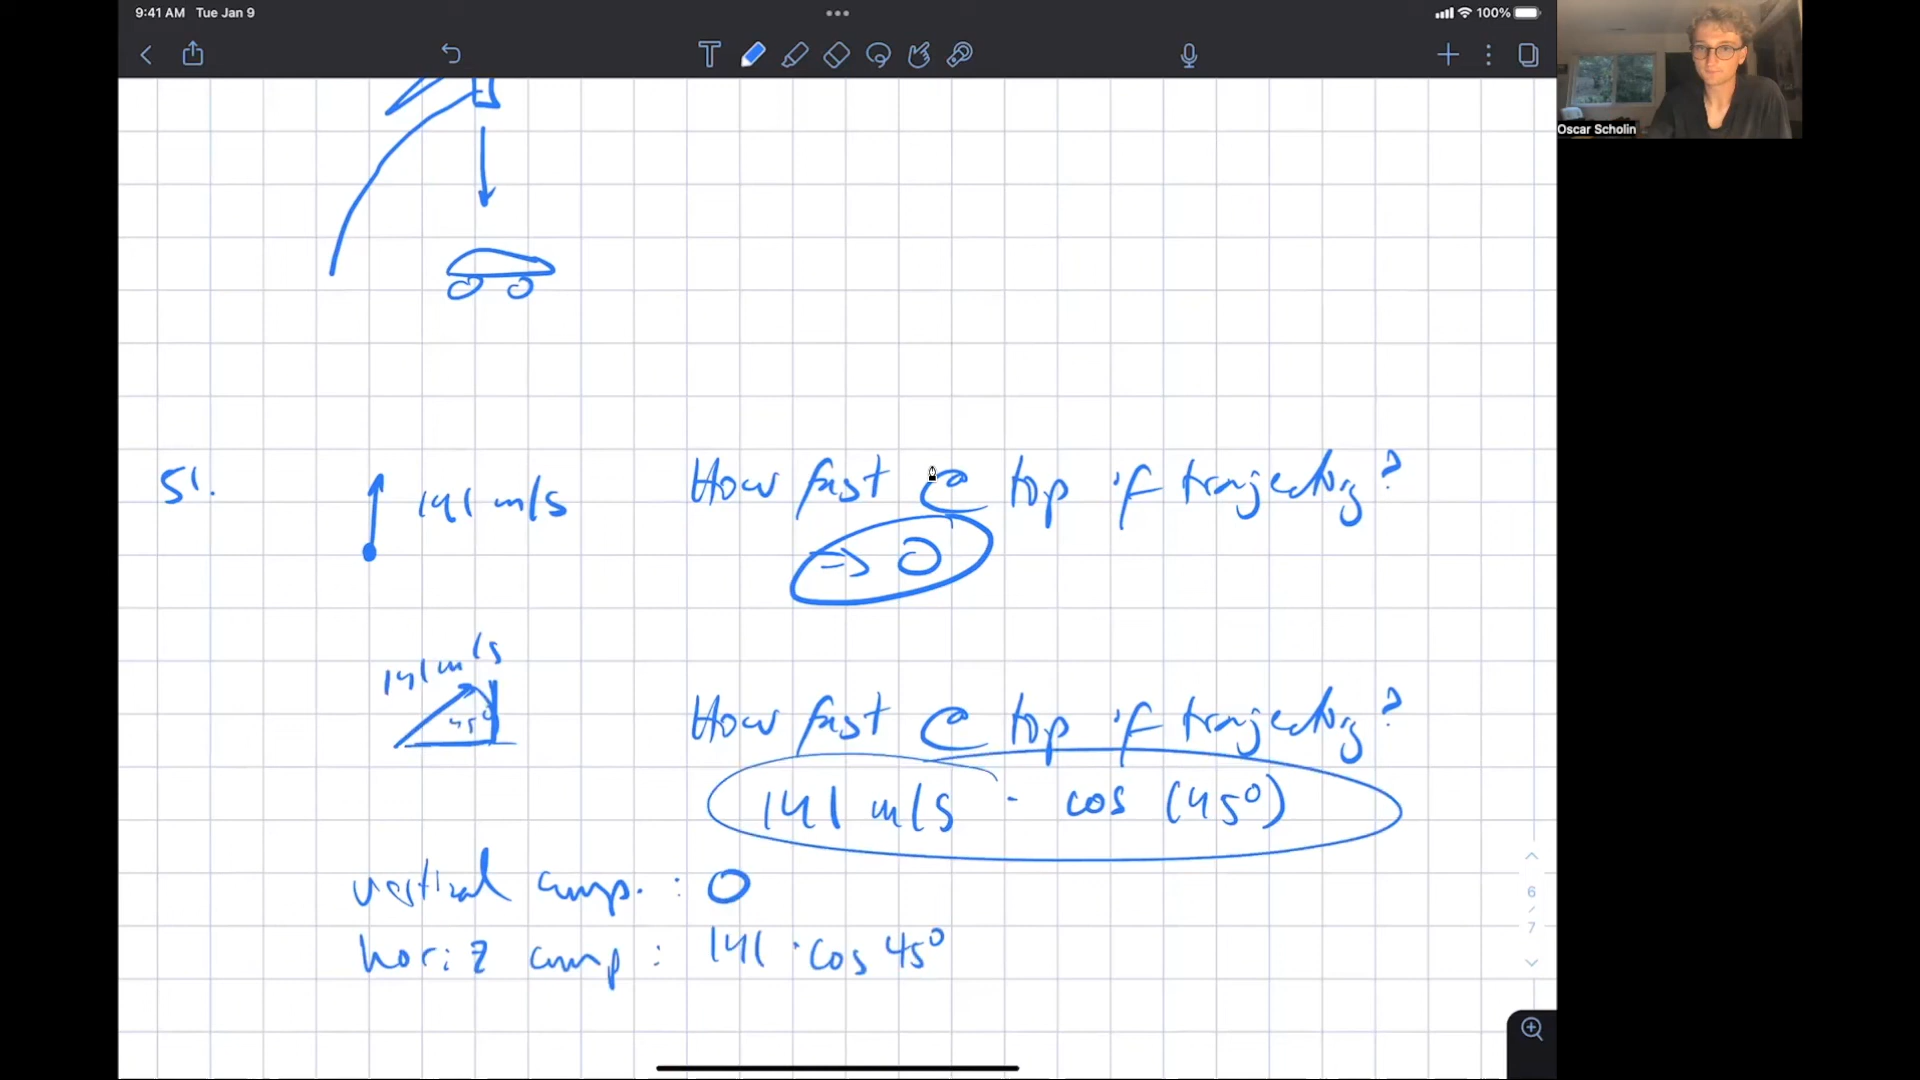 9:41 AM Tue Jan 9
100%
Oscar Scholin
51.
141 m/s
How fast @ top of trajectory?
=> 0
141 m/s
45°
How fast @ top of trajectory?
141 m/s · cos (45°)
vertical comp. : 0
horiz comp : 141 · cos 45°
6
7